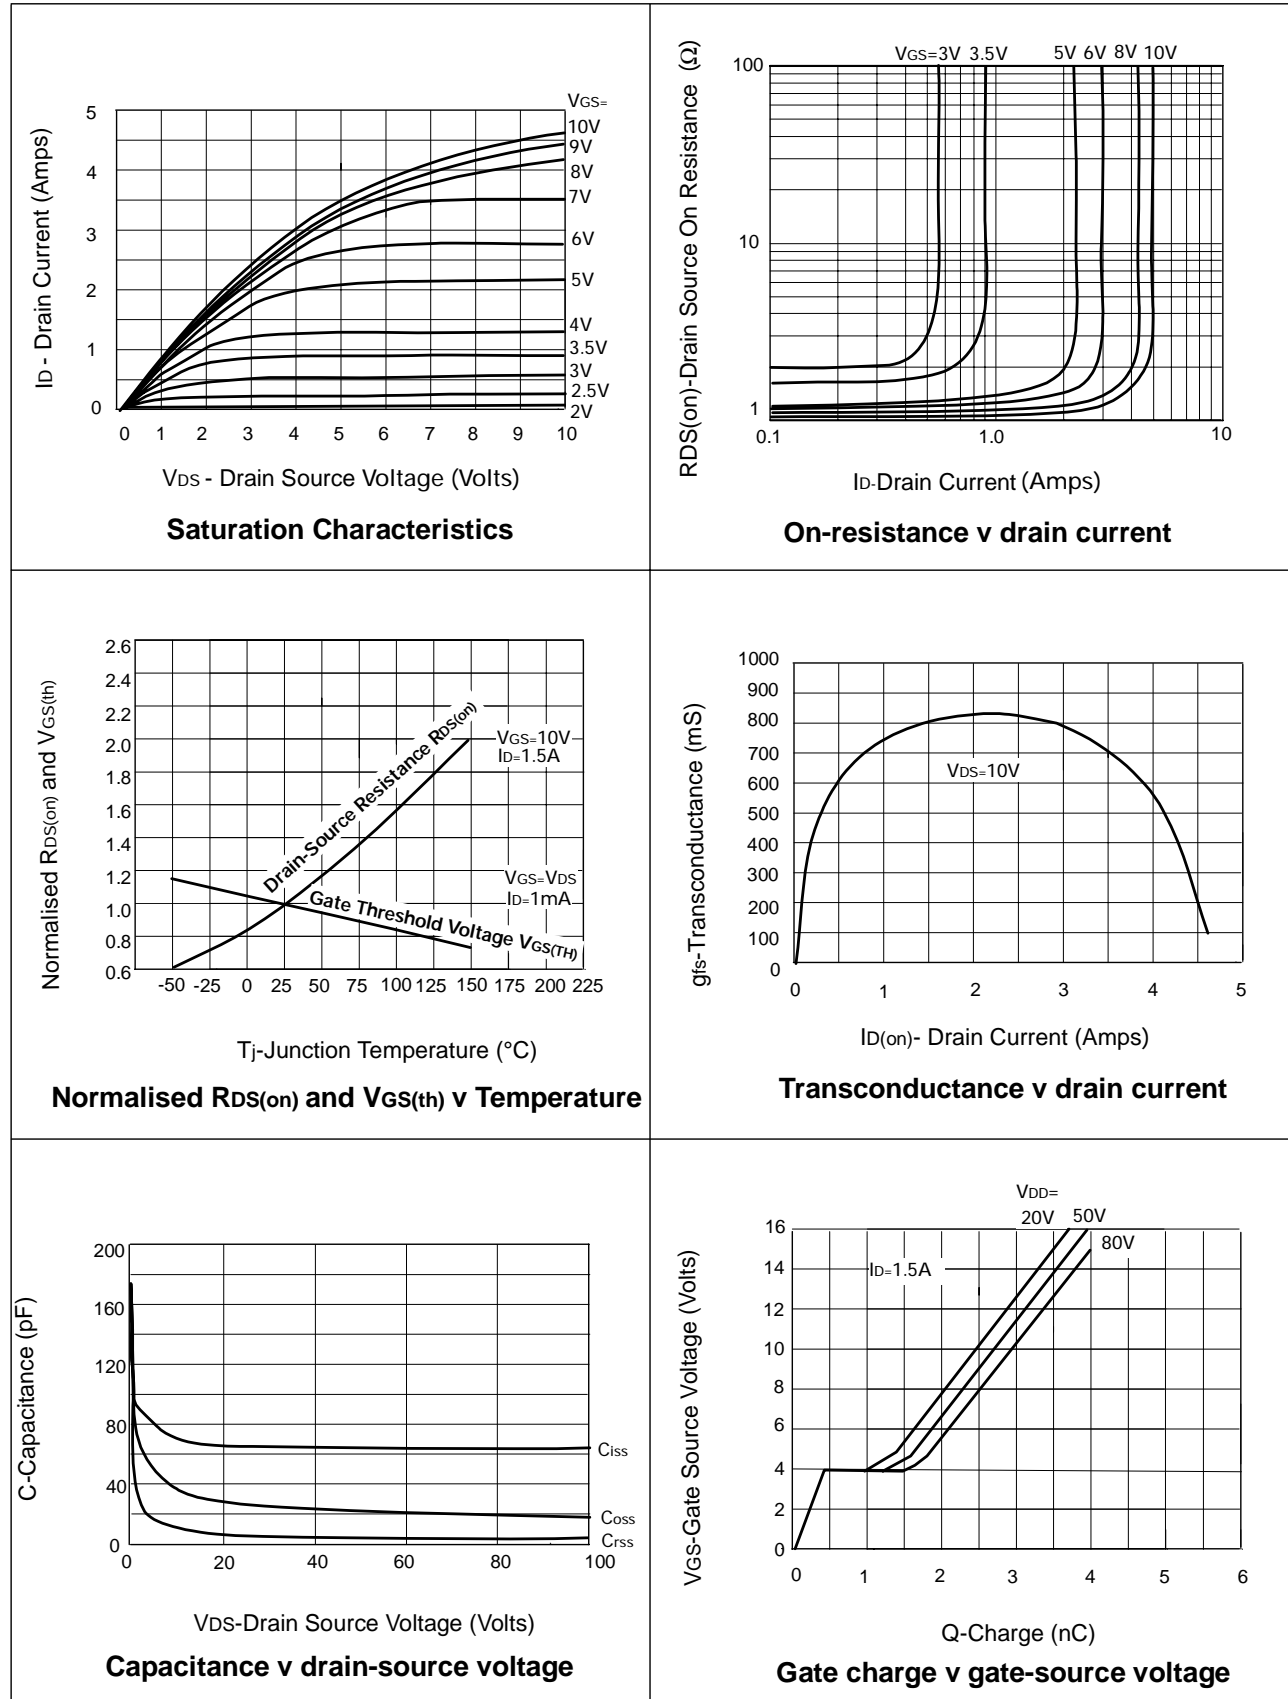 VGS=
10V
9V
8V
7V
6V
5V
4V
3.5V
3V
2.5V
2V
5
4
3
2
1
0
0 1 2 3 4 5 6 7 8 9 10
ID - Drain Current (Amps)
VDS - Drain Source Voltage (Volts)
Saturation Characteristics
VGS=3V 3.5V 5V 6V 8V 10V
100
10
1
0.1 1.0 10
RDS(on)-Drain Source On Resistance (Ω)
ID-Drain Current (Amps)
On-resistance v drain current
2.6
2.4
2.2
2.0
1.8
1.6
1.4
1.2
1.0
0.8
0.6
-50 -25 0 25 50 75 100 125 150 175 200 225
Normalised RDS(on) and VGS(th)
Drain-Source Resistance RDS(on)
VGS=10V
ID=1.5A
VGS=VDS
ID=1mA
Gate Threshold Voltage VGS(TH)
Tj-Junction Temperature (°C)
Normalised RDS(on) and VGS(th) v Temperature
1000
900
800
700
600
500
400
300
200
100
0
0 1 2 3 4 5
gfs-Transconductance (mS)
VDS=10V
ID(on)- Drain Current (Amps)
Transconductance v drain current
200
160
120
80
40
0
0 20 40 60 80 100
C-Capacitance (pF)
Ciss
Coss
Crss
VDS-Drain Source Voltage (Volts)
Capacitance v drain-source voltage
VDD=
20V 50V
80V
ID=1.5A
16
14
12
10
8
6
4
2
0
0 1 2 3 4 5 6
VGS-Gate Source Voltage (Volts)
Q-Charge (nC)
Gate charge v gate-source voltage